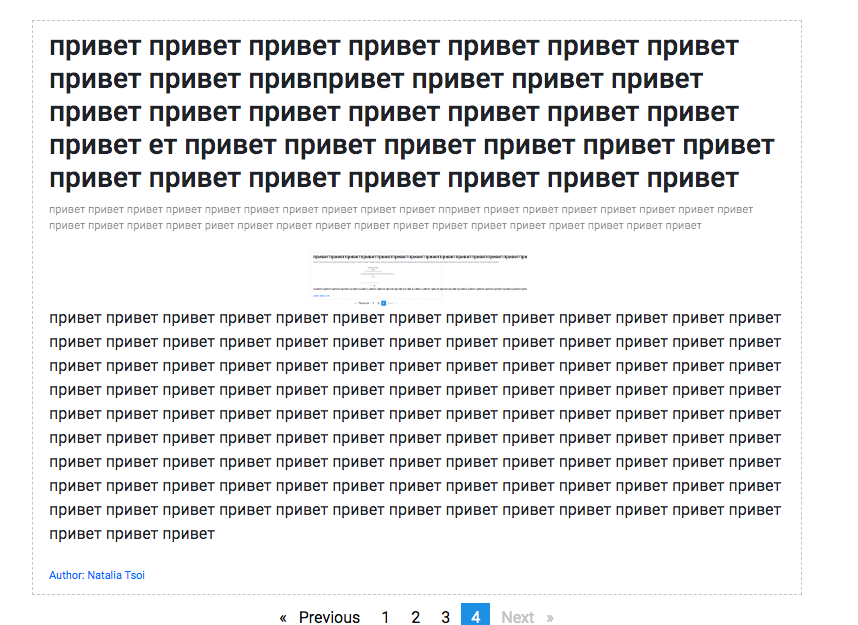 привет привет привет привет привет привет привет
привет привет привпривет привет привет привет
привет привет привет привет привет привет привет
привет ет привет привет привет привет привет привет
привет привет привет привет привет привет привет
привет привет привет привет привет привет привет привет привет привет привет ппривет привет привет привет привет привет привет
привет привет привет привет ривет привет привет привет привет привет привет привет привет привет привет привет привет
привет привет привет привет привет привет привет привет привет привет привет привет привет
привет привет привет привет привет привет привет привет привет привет привет привет привет
привет привет привет привет привет привет привет привет привет привет привет привет привет
привет привет привет привет привет привет привет привет привет привет привет привет привет
привет привет привет привет привет привет привет привет привет привет привет привет привет
привет привет привет привет привет привет привет привет привет привет привет привет привет
привет привет привет привет привет привет привет привет привет привет привет привет привет
привет привет привет привет привет привет привет привет привет привет привет привет привет
привет привет привет привет привет привет привет привет привет привет привет привет привет
привет привет привет
Author: Natalia Tsoi
« Previous 1 2 3 4 Next »